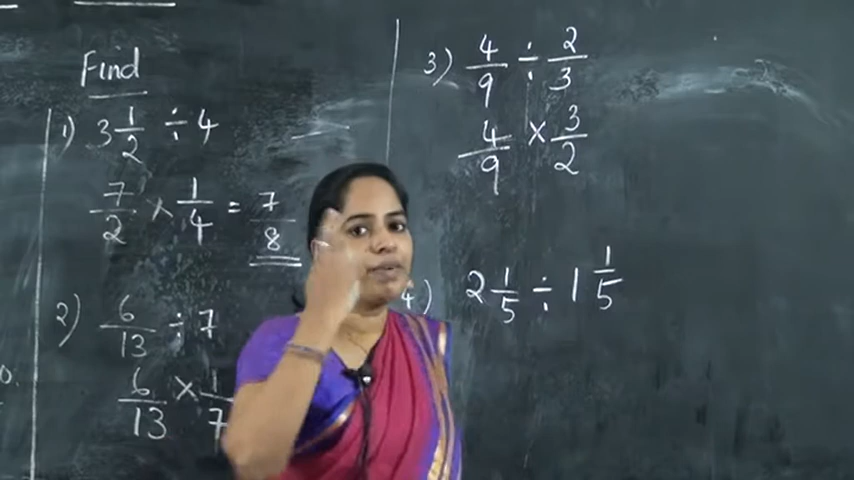 Find
1) 3 1/2 ÷ 4
7/2 × 1/4 = 7/8
2) 6/13 ÷ 7
6/13 × 1/7
3) 4/9 ÷ 2/3
4/9 × 3/2
4) 2 1/5 ÷ 1 1/5